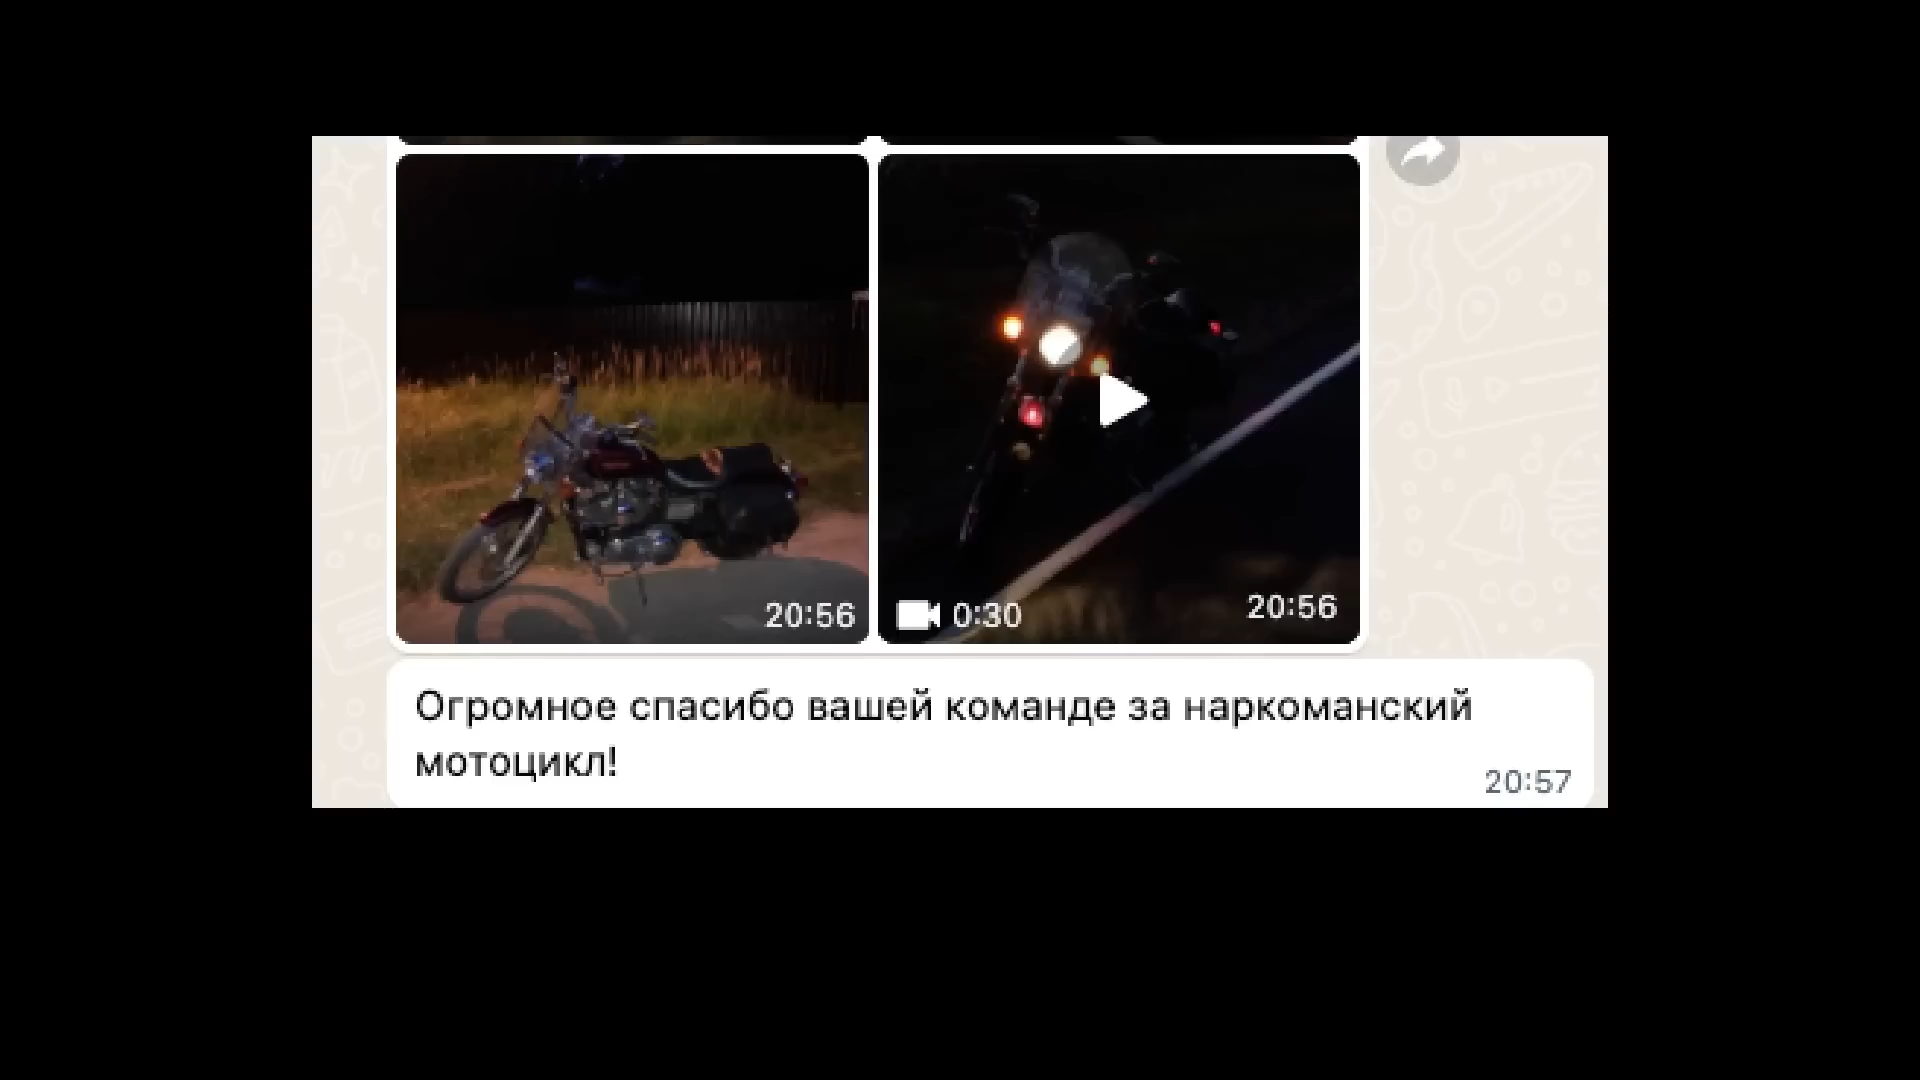 20:56
0:30
20:56
Огромное спасибо вашей команде за наркоманский
мотоцикл!
20:57